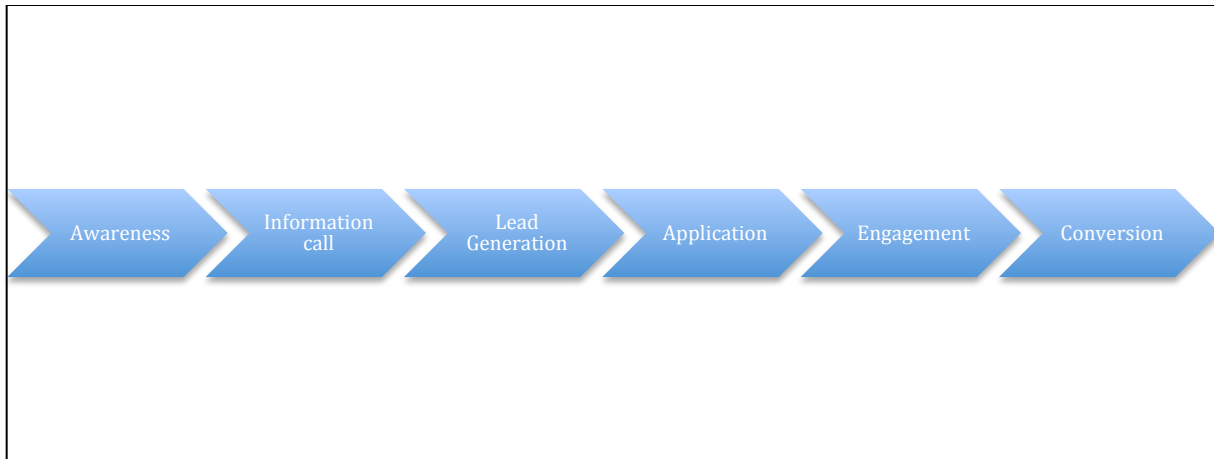 Awareness
Information
call
Lead
Generation
Application
Engagement
Conversion